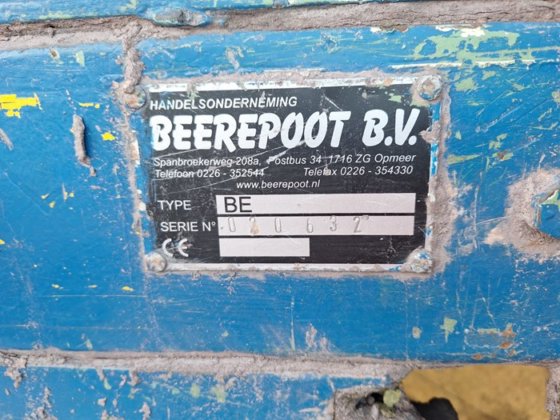 HANDELSONDERNEMING
BEEREPOOT B.V.
Spanbroekerweg 208a, Postbus 34 1716 ZG Opmeer
Telefoon 0226 - 352544 Telefax 0226 - 354330
www.beerepoot.nl
TYPE BE
SERIE N° 020632
CE